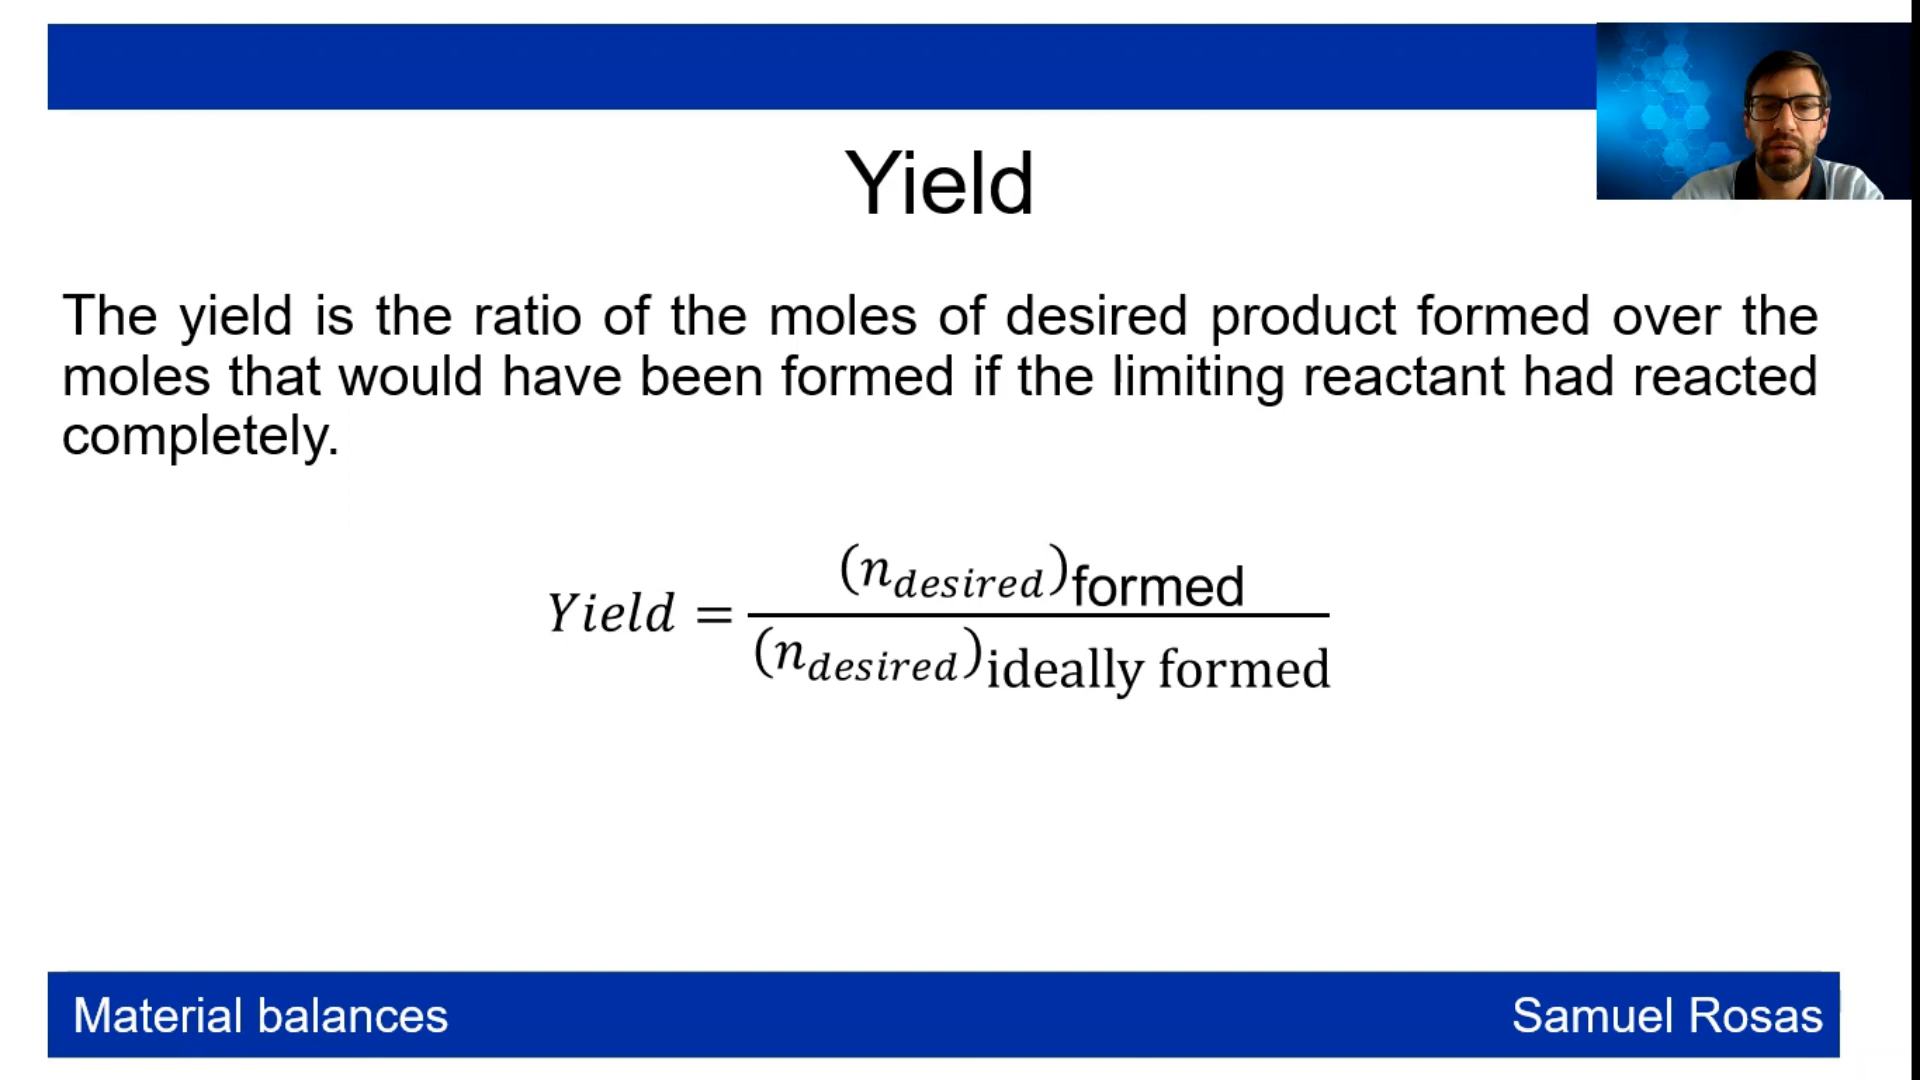 Yield
The yield is the ratio of the moles of desired product formed over the
moles that would have been formed if the limiting reactant had reacted
completely.
Yield = (n_desired)formed / (n_desired)ideally formed
Material balances
Samuel Rosas